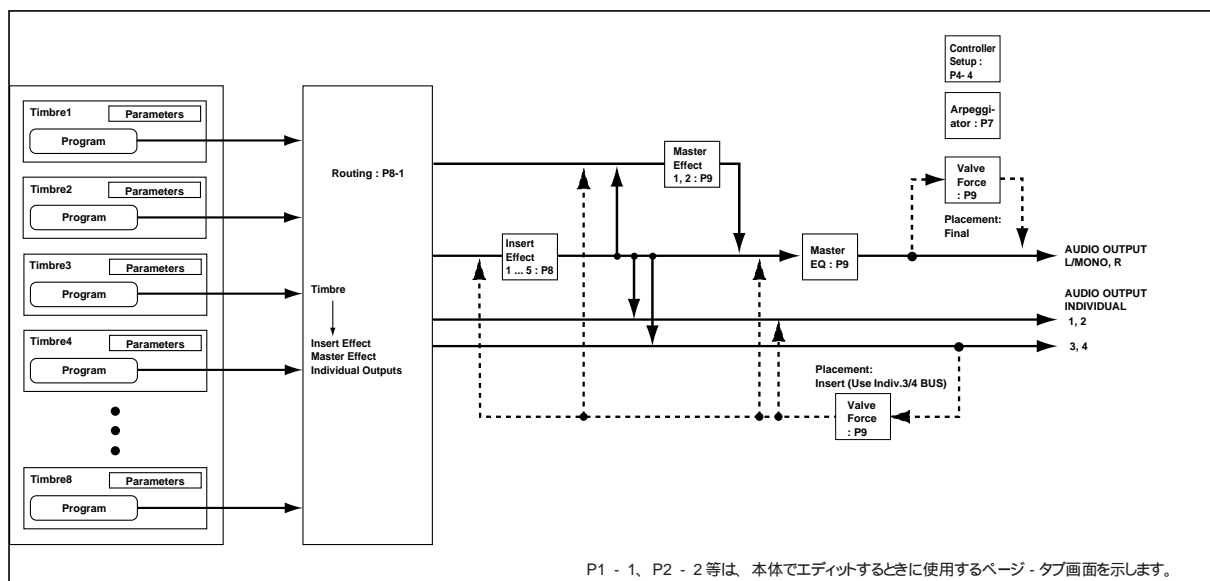 Timbre1
Parameters
Program
Timbre2
Parameters
Program
Timbre3
Parameters
Program
Timbre4
Parameters
Program
Timbre8
Parameters
Program
Routing : P8-1
Timbre
Insert Effect
Master Effect
Individual Outputs
Insert
Effect
1 ... 5 : P8
Master
Effect
1, 2 : P9
Master
EQ : P9
Controller
Setup :
P4- 4
Arpeggi-
ator : P7
Valve
Force
: P9
Placement:
Final
AUDIO OUTPUT
L/MONO, R
AUDIO OUTPUT
INDIVIDUAL
1, 2
3, 4
Placement:
Insert (Use Indiv.3/4 BUS)
Valve
Force
: P9
P1 - 1、P2 - 2 等は、本体でエディットするときに使用するページ - タブ画面を示します。